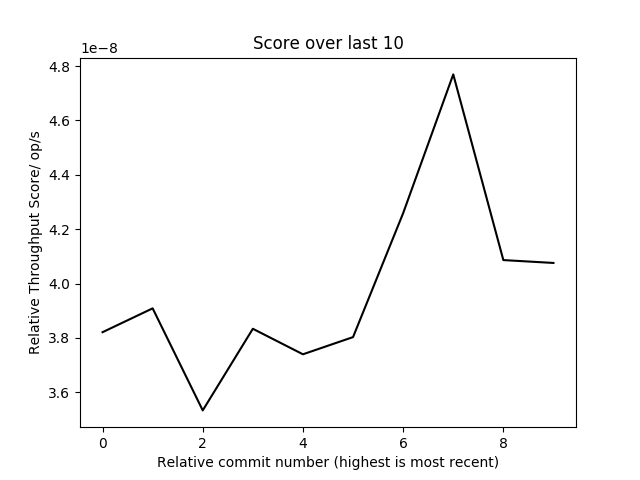 Score over last 10
1e−8
4.8
4.6
4.4
4.2
4.0
3.8
3.6
Relative Throughput Score/ op/s
0 2 4 6 8
Relative commit number (highest is most recent)